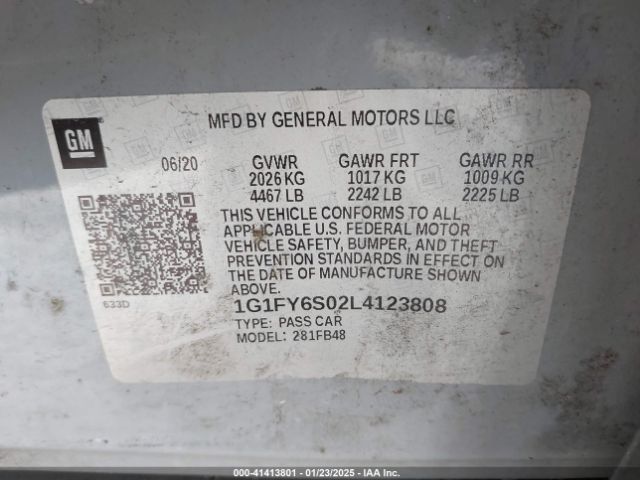 GM
MFD BY GENERAL MOTORS LLC
06/20 GVWR GAWR FRT GAWR RR
2026 KG 1017 KG 1009 KG
4467 LB 2242 LB 2225 LB
THIS VEHICLE CONFORMS TO ALL
APPLICABLE U.S. FEDERAL MOTOR
VEHICLE SAFETY, BUMPER, AND THEFT
PREVENTION STANDARDS IN EFFECT ON
THE DATE OF MANUFACTURE SHOWN
ABOVE.
633D
1G1FY6S02L4123808
TYPE: PASS CAR
MODEL: 281FB48
000-41413801 - 01/23/2025 - IAA Inc.